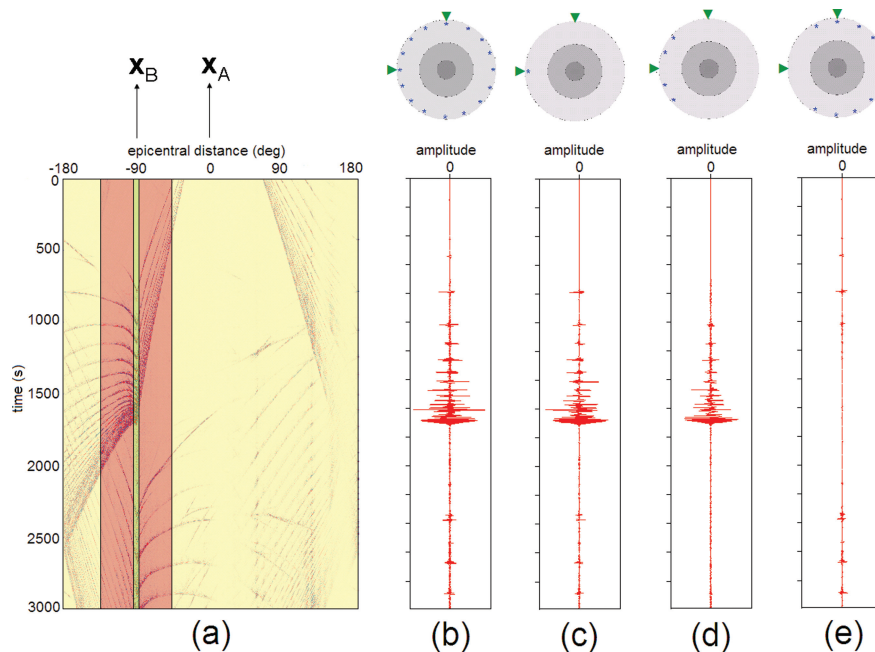 x_B x_A
epicentral distance (deg)
-180 -90 0 90 180
0
500
1000
1500
2000
2500
3000
time (s)
(a)
amplitude
0
(b)
amplitude
0
(c)
amplitude
0
(d)
amplitude
0
(e)